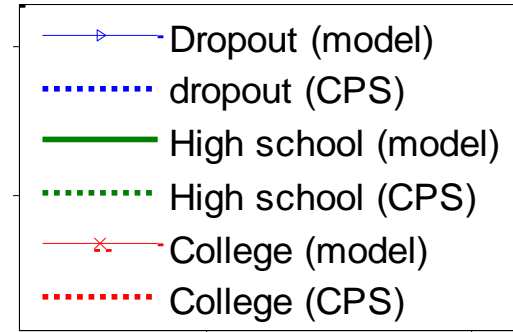 Dropout (model)
dropout (CPS)
High school (model)
High school (CPS)
College (model)
College (CPS)